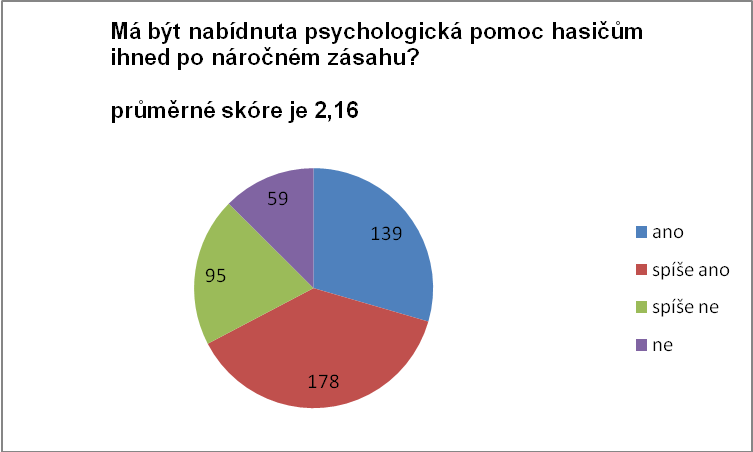 Má být nabídnuta psychologická pomoc hasičům
ihned po náročném zásahu?
průměrné skóre je 2,16
59
139
95
178
ano
spíše ano
spíše ne
ne